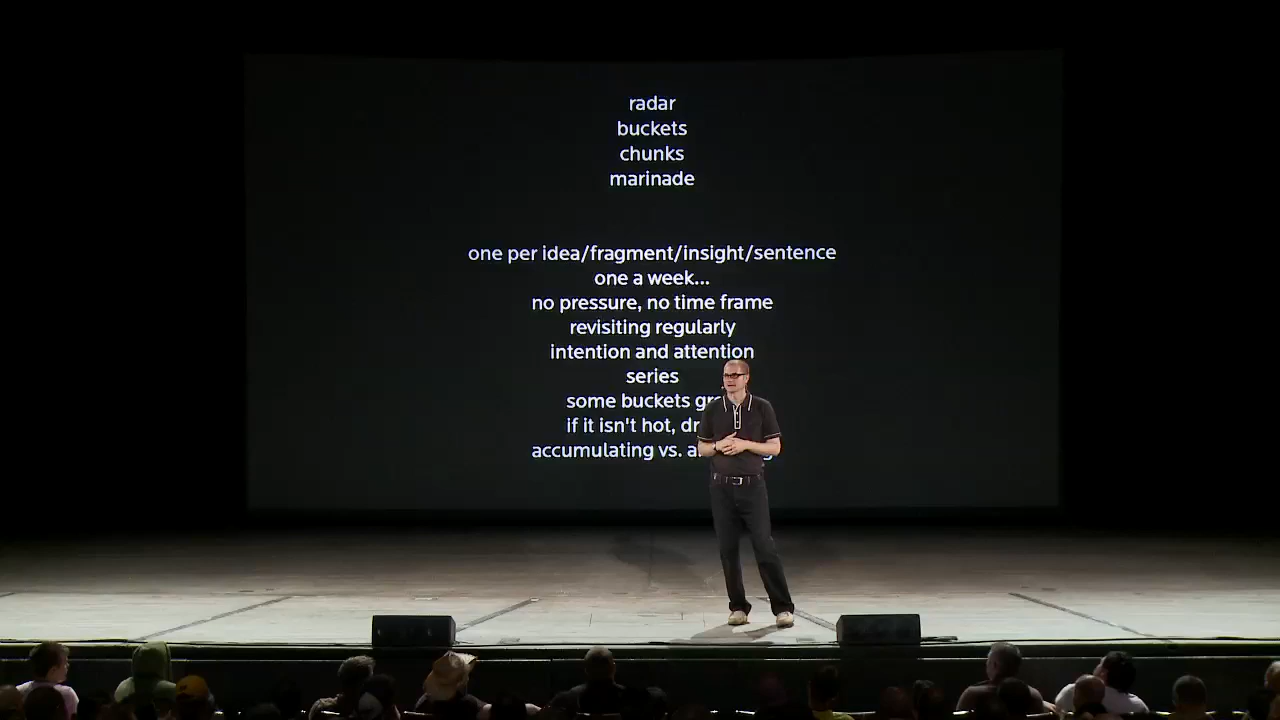 radar
buckets
chunks
marinade
one per idea/fragment/insight/sentence
one a week...
no pressure, no time frame
revisiting regularly
intention and attention
series
some buckets
if it isn't hot,
accumulating vs.